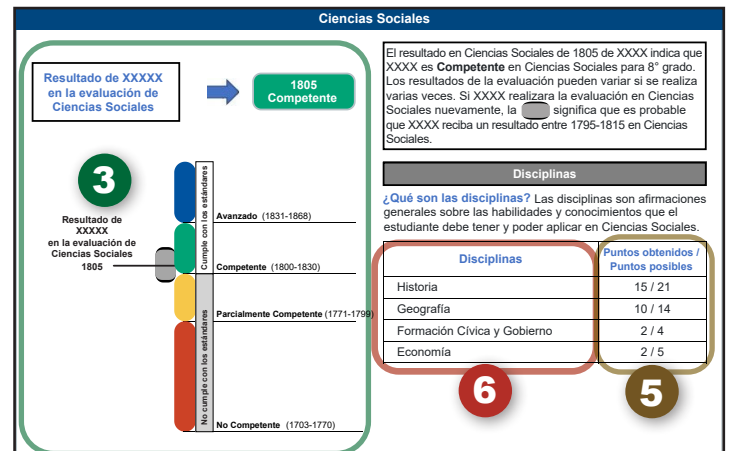 Ciencias Sociales
Resultado de XXXXX
en la evaluación de
Ciencias Sociales
1805
Competente
3
Resultado de
XXXXX
en la evaluación de
Ciencias Sociales
1805
Cumple con los estándares
No cumple con los estándares
Avanzado (1831-1868)
Competente (1800-1830)
Parcialmente Competente (1771-1799)
No Competente (1703-1770)
El resultado en Ciencias Sociales de 1805 de XXXX indica que
XXXX es Competente en Ciencias Sociales para 8° grado.
Los resultados de la evaluación pueden variar si se realiza
varias veces. Si XXXX realizara la evaluación en Ciencias
Sociales nuevamente, la significa que es probable
que XXXX reciba un resultado entre 1795-1815 en Ciencias
Sociales.
Disciplinas
¿Qué son las disciplinas? Las disciplinas son afirmaciones
generales sobre las habilidades y conocimientos que el
estudiante debe tener y poder aplicar en Ciencias Sociales.
Disciplinas
Puntos obtenidos /
Puntos posibles
Historia 15 / 21
Geografía 10 / 14
Formación Cívica y Gobierno 2 / 4
Economía 2 / 5
6
5